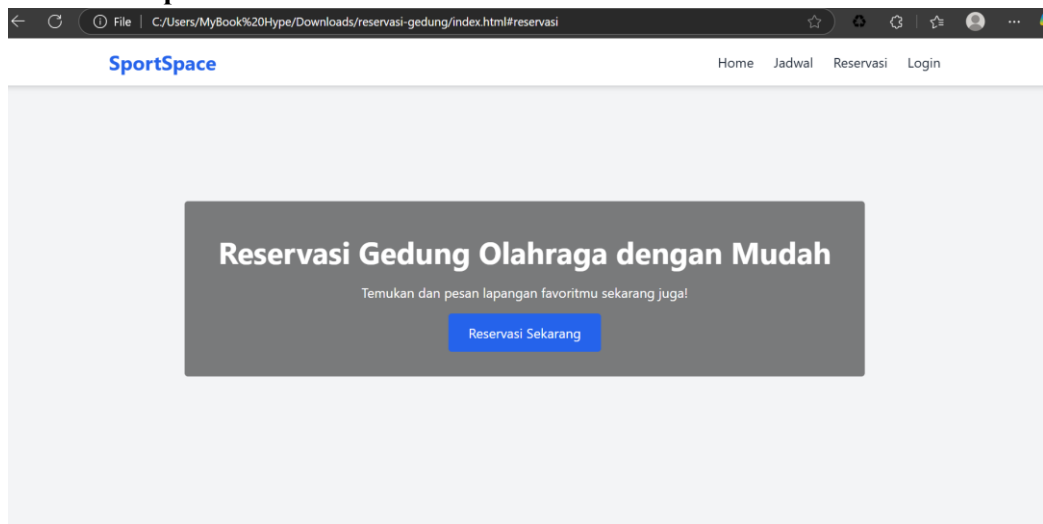 File | C:/Users/MyBook%20Hype/Downloads/reservasi-gedung/index.html#reservasi
SportSpace
Home Jadwal Reservasi Login
Reservasi Gedung Olahraga dengan Mudah
Temukan dan pesan lapangan favoritmu sekarang juga!
Reservasi Sekarang